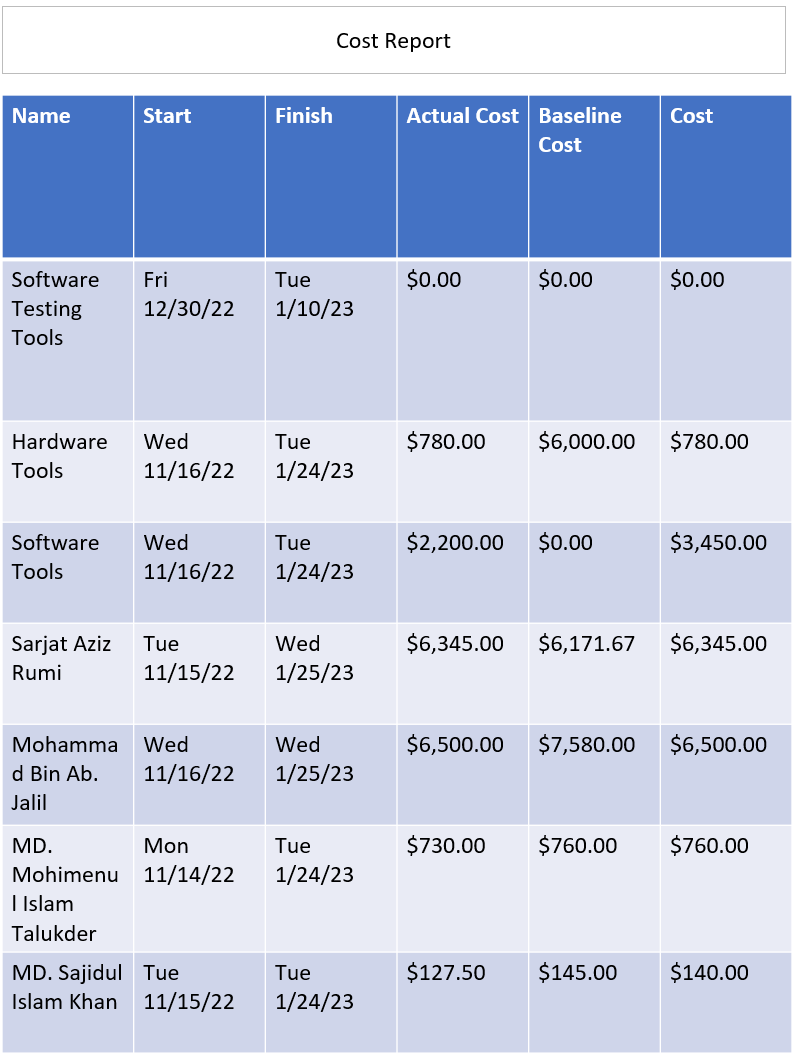 Cost Report
Name Start Finish Actual Cost Baseline Cost
Cost
Software Testing Tools Fri 12/30/22 Tue 1/10/23 $0.00 $0.00 $0.00
Hardware Tools Wed 11/16/22 Tue 1/24/23 $780.00 $6,000.00 $780.00
Software Tools Wed 11/16/22 Tue 1/24/23 $2,200.00 $0.00 $3,450.00
Sarjat Aziz Rumi Tue 11/15/22 Wed 1/25/23 $6,345.00 $6,171.67 $6,345.00
Mohammad Bin Ab. Jalil Wed 11/16/22 Wed 1/25/23 $6,500.00 $7,580.00 $6,500.00
MD. Mohimenul Islam Talukder Mon 11/14/22 Tue 1/24/23 $730.00 $760.00 $760.00
MD. Sajidul Islam Khan Tue 11/15/22 Tue 1/24/23 $127.50 $145.00 $140.00